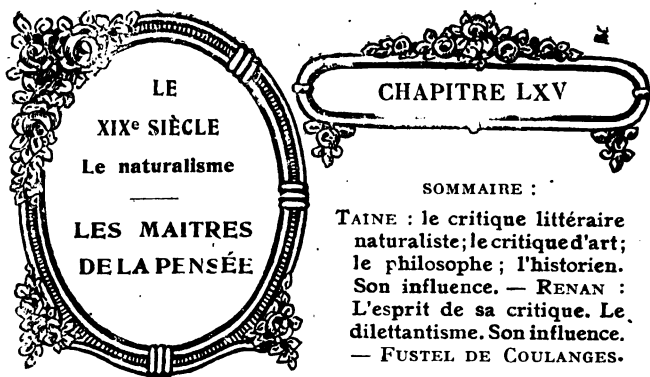 LE
XIXe SIÈCLE
Le naturalisme
LES MAITRES
DE LA PENSÉE
CHAPITRE LXV
SOMMAIRE :
TAINE : le critique littéraire
naturaliste; le critique d'art;
le philosophe ; l'historien.
Son influence. — RENAN :
L'esprit de sa critique. Le
dilettantisme. Son influence.
— FUSTEL DE COULANGES.